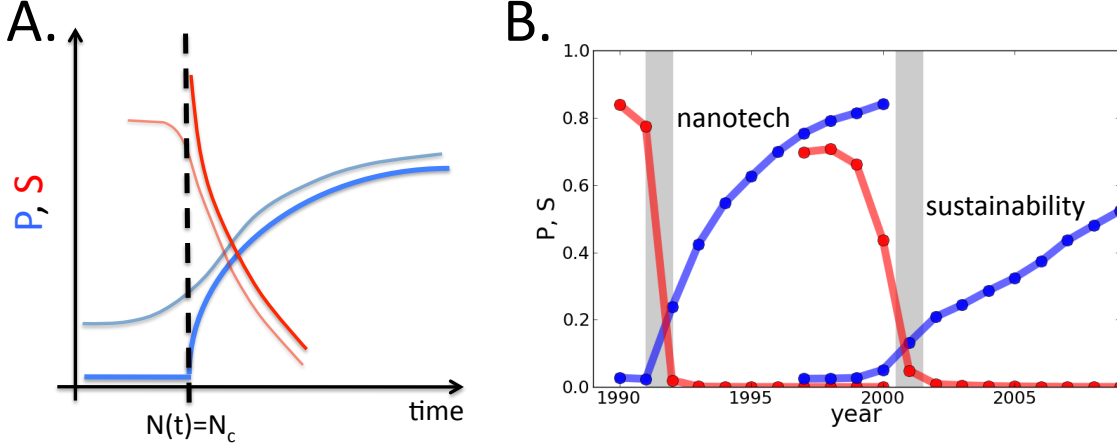 A.
P, S
time
N(t)=Nc
B.
P, S
1.0
0.8
0.6
0.4
0.2
0.0
nanotech
sustainability
1990 1995 2000 2005
year